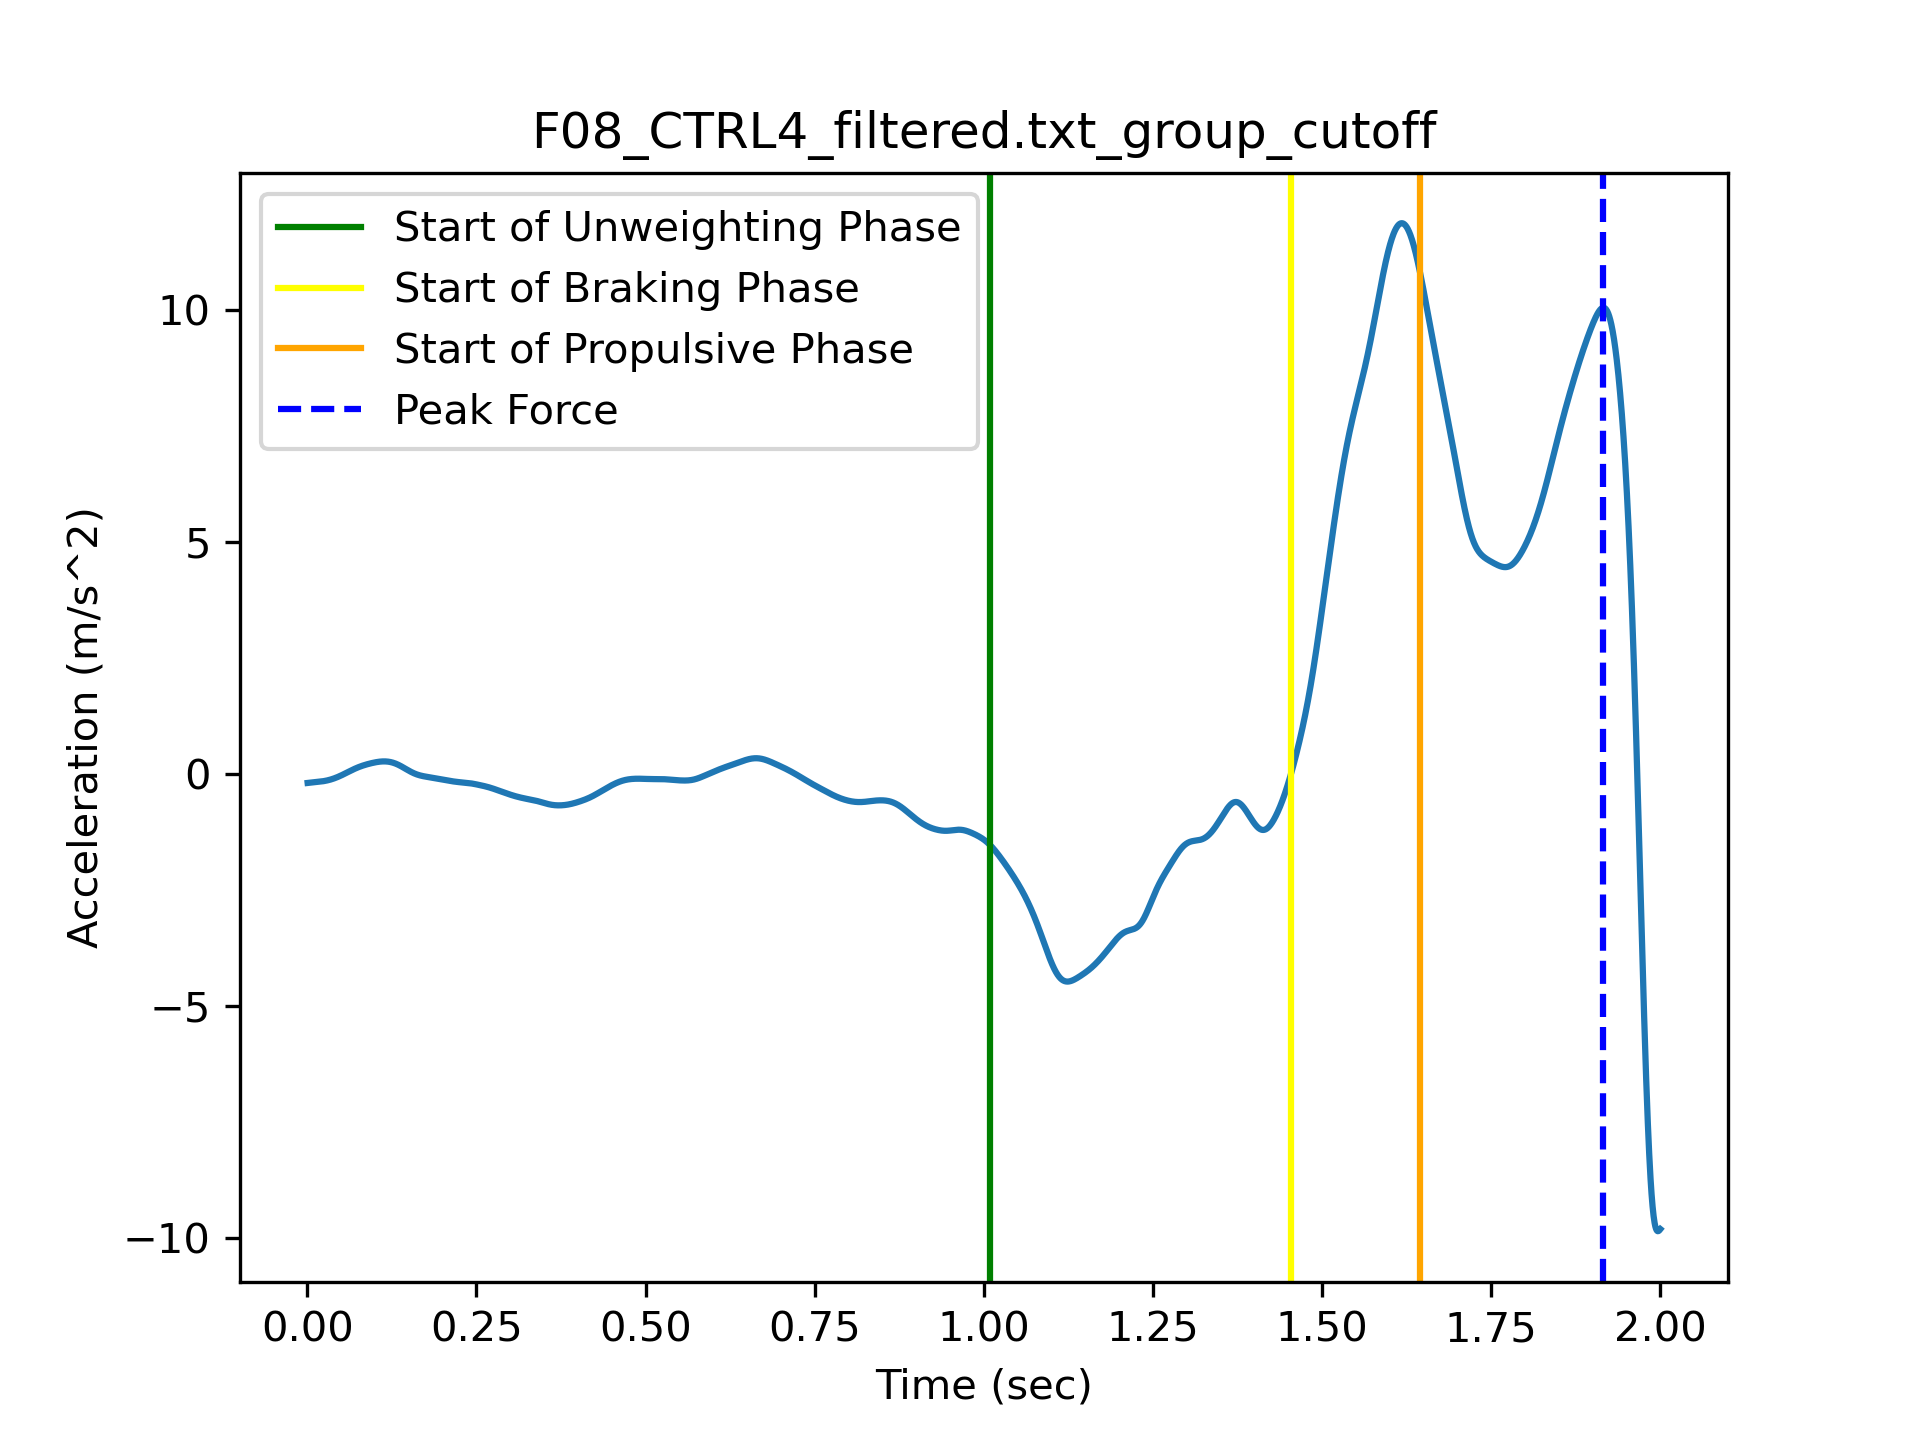 F08_CTRL4_filtered.txt_group_cutoff
Start of Unweighting Phase
Start of Braking Phase
Start of Propulsive Phase
Peak Force
Acceleration (m/s^2)
10
5
0
−5
−10
0.00 0.25 0.50 0.75 1.00 1.25 1.50 1.75 2.00
Time (sec)